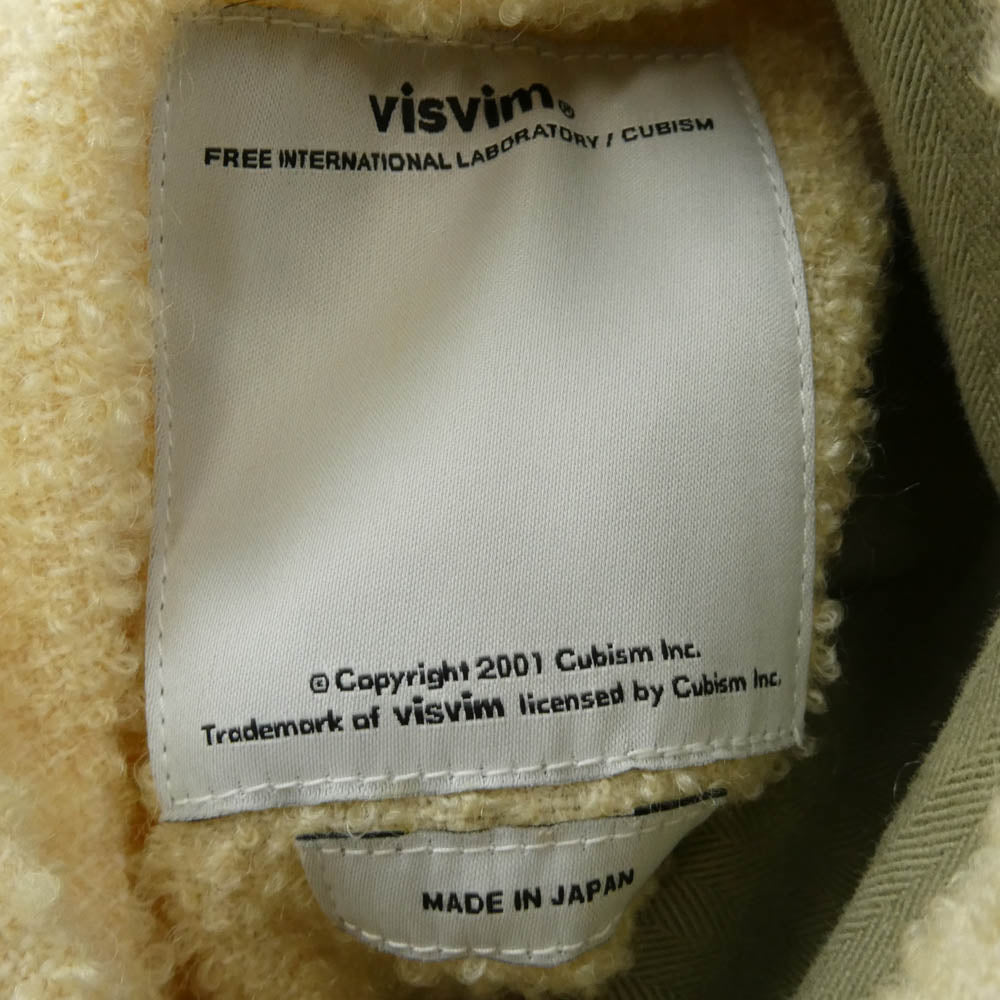 visvim®
FREE INTERNATIONAL LABORATORY / CUBISM
© Copyright 2001 Cubism Inc.
Trademark of visvim licensed by Cubism Inc.
MADE IN JAPAN